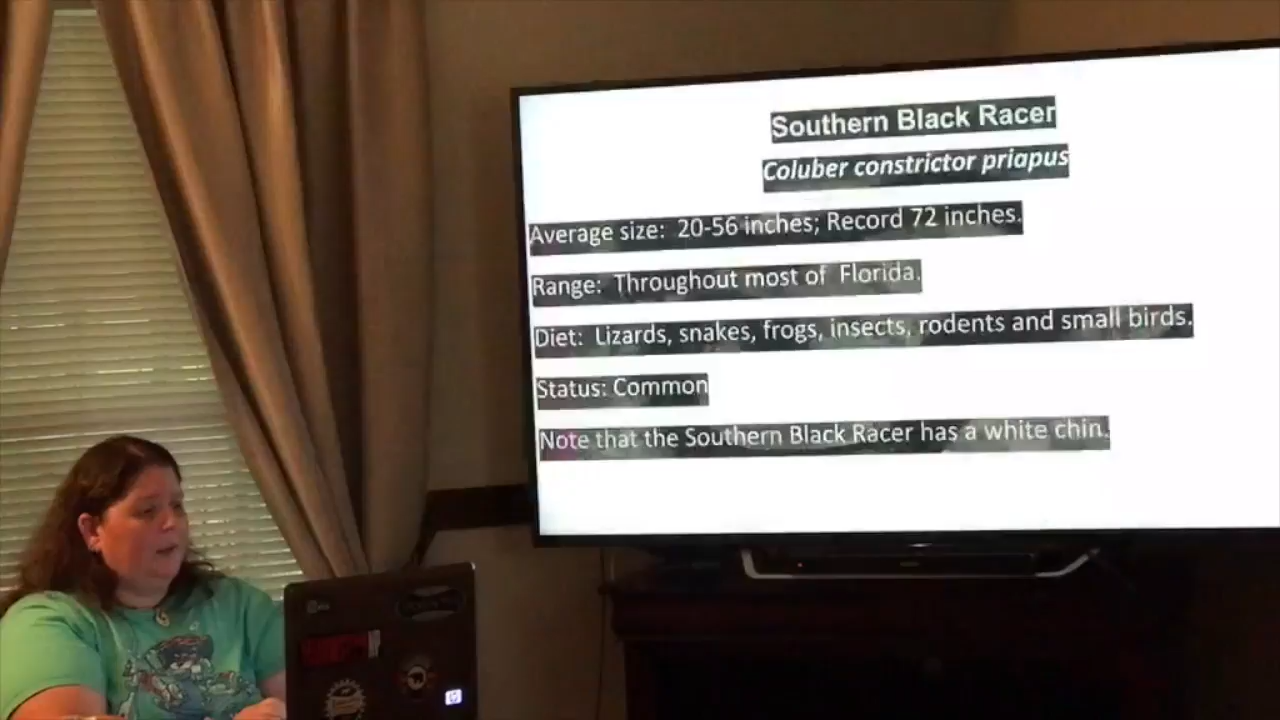 Southern Black Racer
Coluber constrictor priapus
Average size: 20-56 inches; Record 72 inches.
Range: Throughout most of Florida.
Diet: Lizards, snakes, frogs, insects, rodents and small birds.
Status: Common
Note that the Southern Black Racer has a white chin.